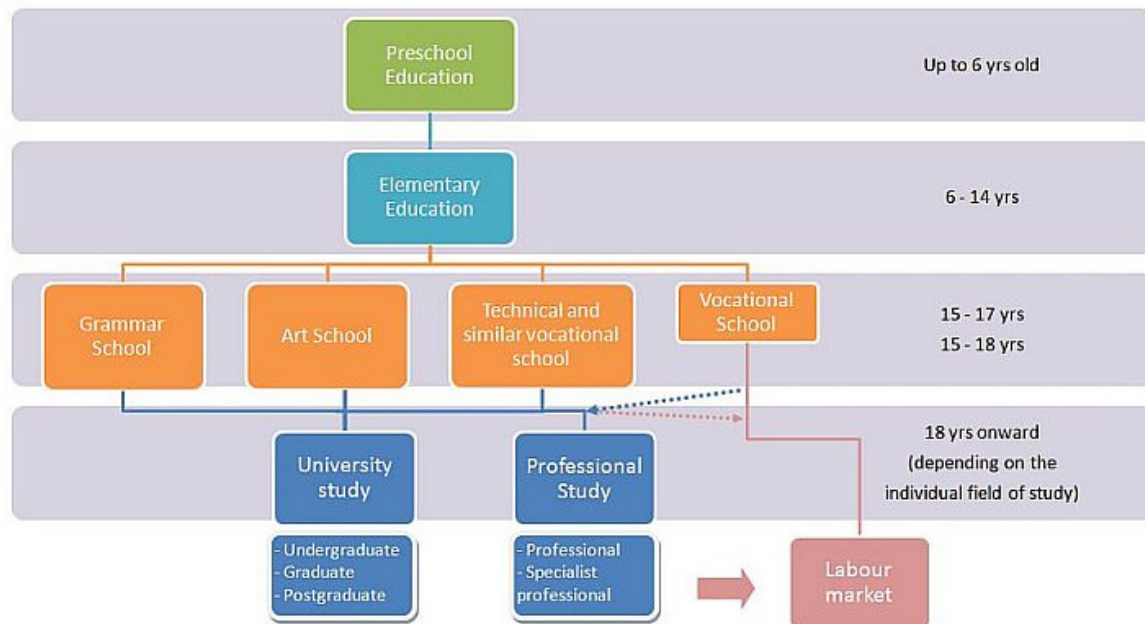 Preschool
Education
Up to 6 yrs old
Elementary
Education
6 - 14 yrs
Grammar
School
Art School
Technical and
similar vocational
school
Vocational
School
15 - 17 yrs
15 - 18 yrs
University
study
Professional
Study
18 yrs onward
(depending on the
individual field of study)
- Undergraduate
- Graduate
- Postgraduate
- Professional
- Specialist
professional
Labour
market